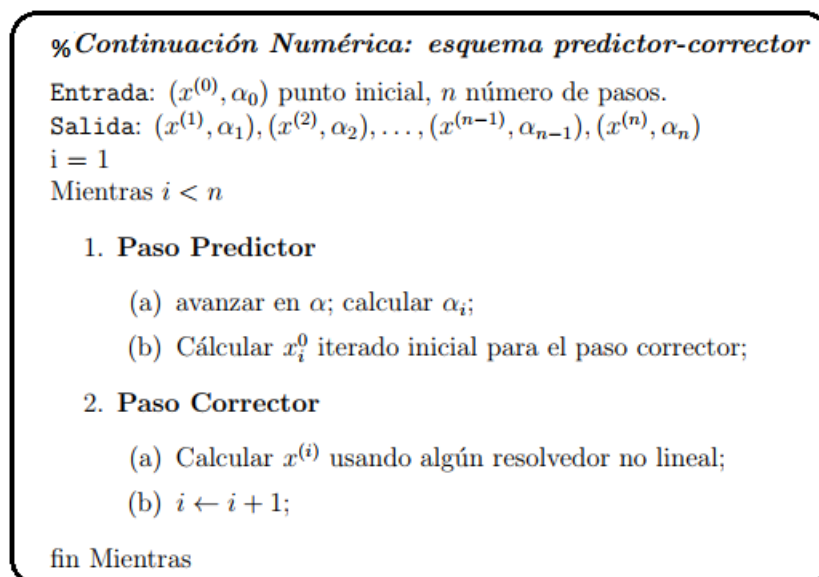 %Continuación Numérica: esquema predictor-corrector
Entrada: (x^{(0)}, α_0) punto inicial, n número de pasos.
Salida: (x^{(1)}, α_1), (x^{(2)}, α_2), . . . , (x^{(n−1)}, α_{n−1}), (x^{(n)}, α_n)
i = 1
Mientras i < n
1. Paso Predictor
(a) avanzar en α; calcular α_i;
(b) Cálcular x_i^0 iterado inicial para el paso corrector;
2. Paso Corrector
(a) Calcular x^{(i)} usando algún resolvedor no lineal;
(b) i ← i + 1;
fin Mientras